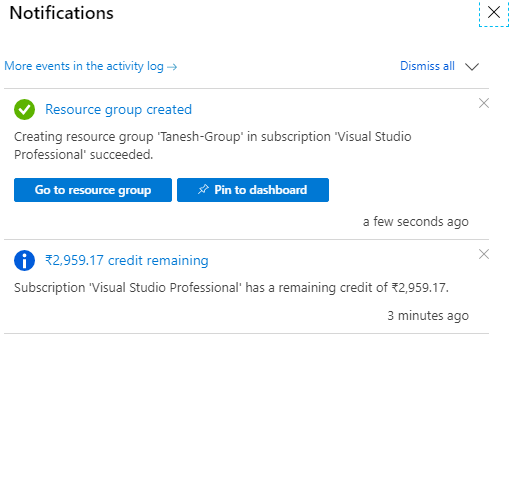 Notifications
More events in the activity log →
Dismiss all
Resource group created
Creating resource group 'Tanesh-Group' in subscription 'Visual Studio
Professional' succeeded.
Go to resource group
Pin to dashboard
a few seconds ago
₹2,959.17 credit remaining
Subscription 'Visual Studio Professional' has a remaining credit of ₹2,959.17.
3 minutes ago